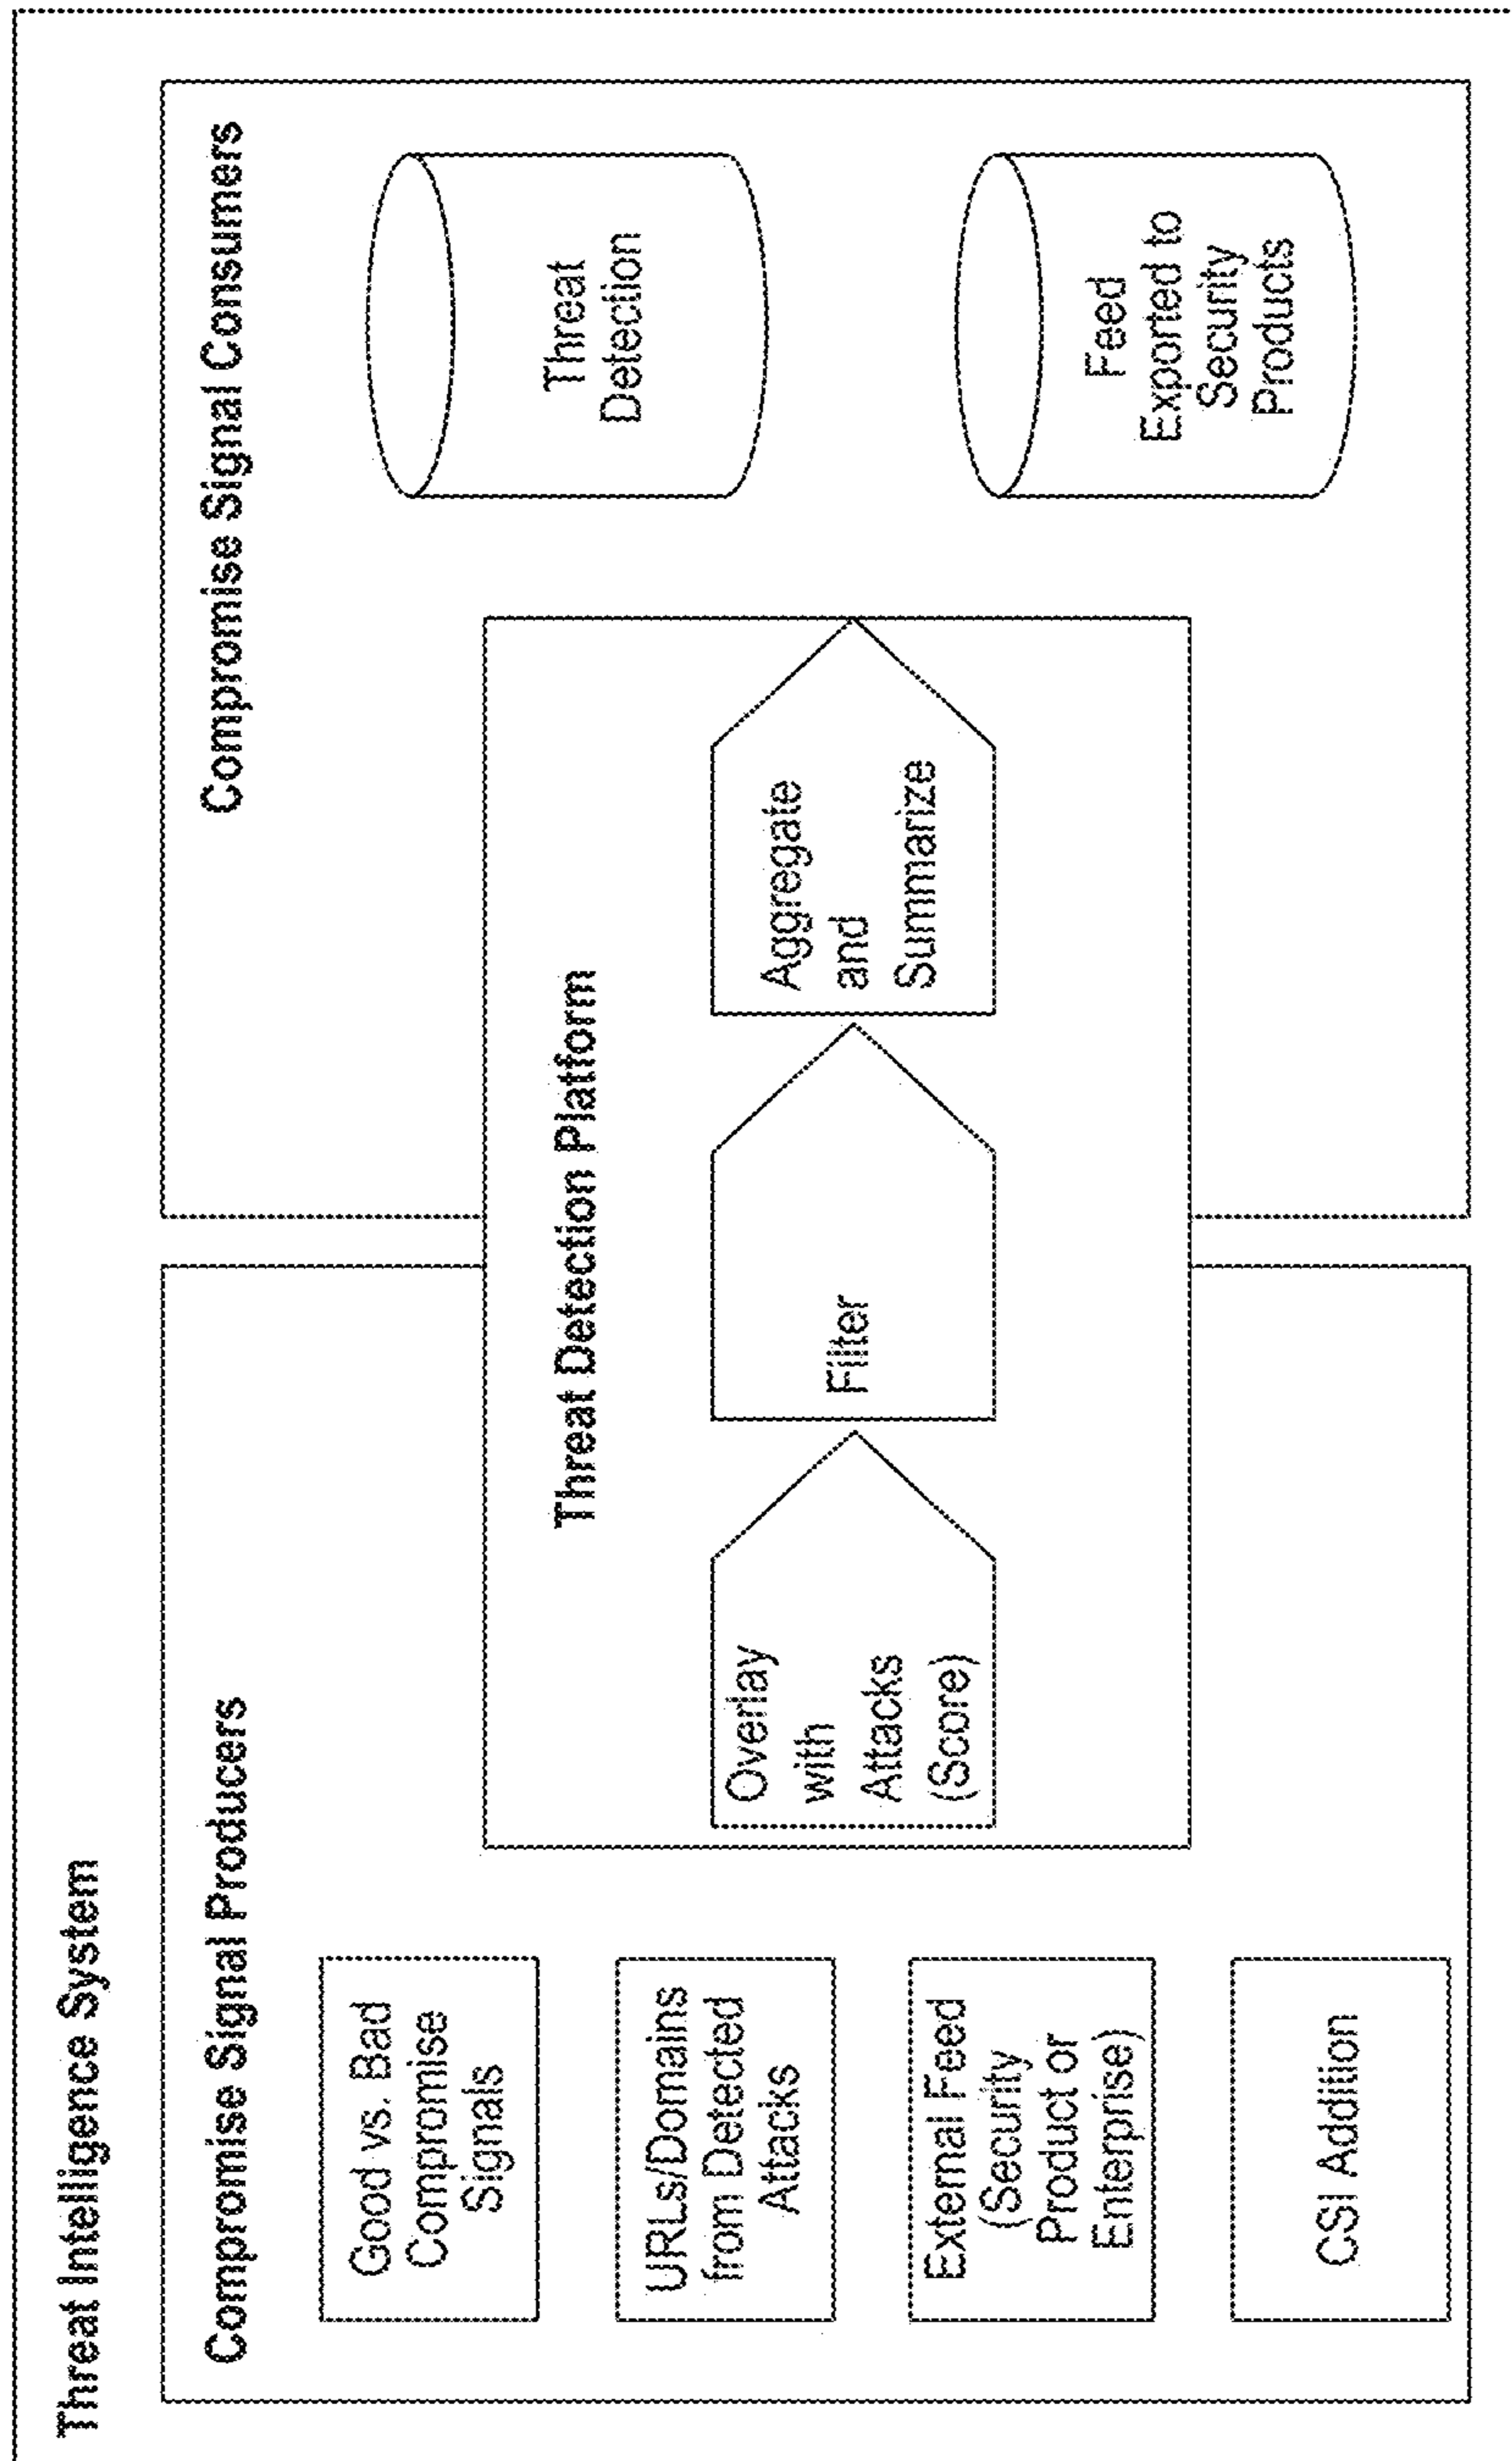 Threat Intelligence System
Compromise Signal Producers
Good vs. Bad
Compromise
Signals
URLs/Domains
from Detected
Attacks
External Feed
(Security
Product or
Enterprise)
CSI Addition
Threat Detection Platform
Overlay
with
Attacks
(Score)
Filter
Aggregate
and
Summarize
Compromise Signal Consumers
Threat
Detection
Feed
Exported to
Security
Products